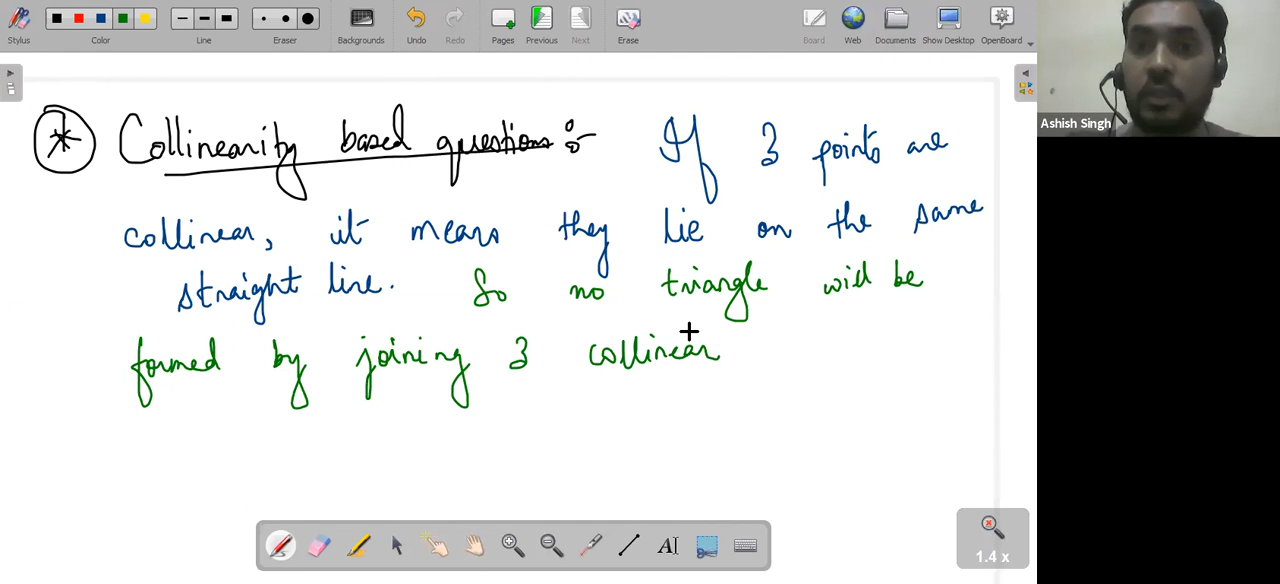 Stylus
Color
Line
Eraser
Backgrounds
Undo
Redo
Pages
Previous
Next
Erase
Board
Web
Documents
Show Desktop
OpenBoard
Ashish Singh
* Collinearity based questions:- If 3 points are
collinear, it means they lie on the same
straight line. So no triangle will be
formed by joining 3 collinear
AI
1.4 x